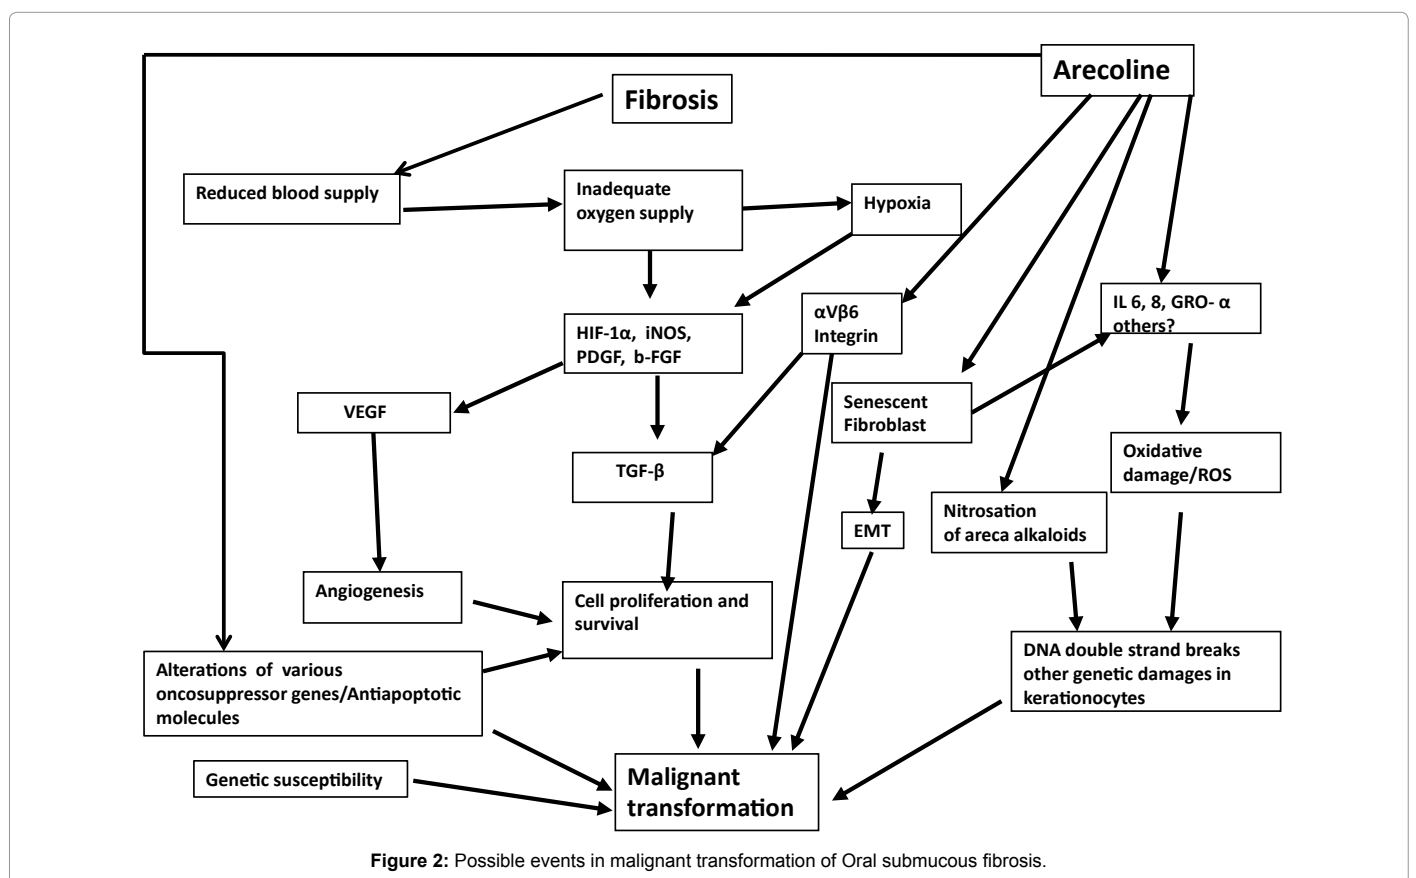 Arecoline
Fibrosis
Reduced blood supply
Inadequate
oxygen supply
Hypoxia
IL 6, 8, GRO- α
others?
αVβ6
Integrin
HIF-1α, iNOS,
PDGF, b-FGF
VEGF
Senescent
Fibroblast
TGF-β
Oxidative
damage/ROS
Nitrosation
of areca alkaloids
EMT
Angiogenesis
Cell proliferation and
survival
DNA double strand breaks
other genetic damages in
kerationocytes
Alterations of various
oncosuppressor genes/Antiapoptotic
molecules
Genetic susceptibility
Malignant
transformation
Figure 2: Possible events in malignant transformation of Oral submucous fibrosis.